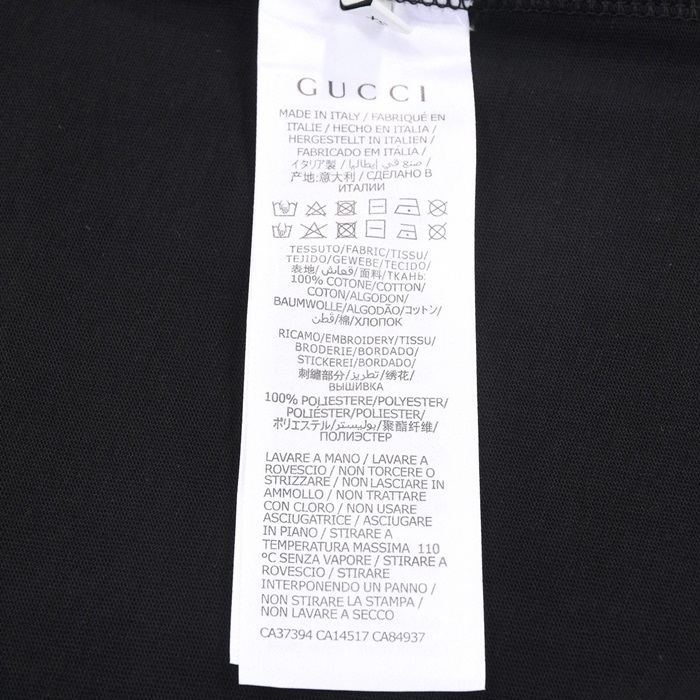 GUCCI
MADE IN ITALY / FABRIQUÉ EN
ITALIE / HECHO EN ITALIA /
HERGESTELLT IN ITALIEN /
FABRICADO EM ITÁLIA /
イタリア製 / صنع في إيطاليا /
产地:意大利 / СДЕЛАНО В
ИТАЛИИ
TESSUTO/FABRIC/TISSU/
TEJIDO/GEWEBE/TECIDO/
表地/قماش/面料/ТКАНЬ:
100% COTONE/COTTON/
COTON/ALGODON/
BAUMWOLLE/ALGODÃO/コットン/
قطن/棉/ХЛОПОК
RICAMO/EMBROIDERY/TISSU/
BRODERIE/BORDADO/
STICKEREI/BORDADO/
刺繍部分/تطريز/绣花/
ВЫШИВКА
100% POLIESTERE/POLYESTER/
POLIÉSTER/POLIESTER/
ポリエステル/بوليستر/聚酯纤维/
ПОЛИЭСТЕР
LAVARE A MANO / LAVARE A
ROVESCIO / NON TORCERE O
STRIZZARE / NON LASCIARE IN
AMMOLLO / NON TRATTARE
CON CLORO / NON USARE
ASCIUGATRICE / ASCIUGARE
IN PIANO / STIRARE A
TEMPERATURA MASSIMA 110
°C SENZA VAPORE / STIRARE A
ROVESCIO / STIRARE
INTERPONENDO UN PANNO /
NON STIRARE LA STAMPA /
NON LAVARE A SECCO
CA37394 CA14517 CA84937